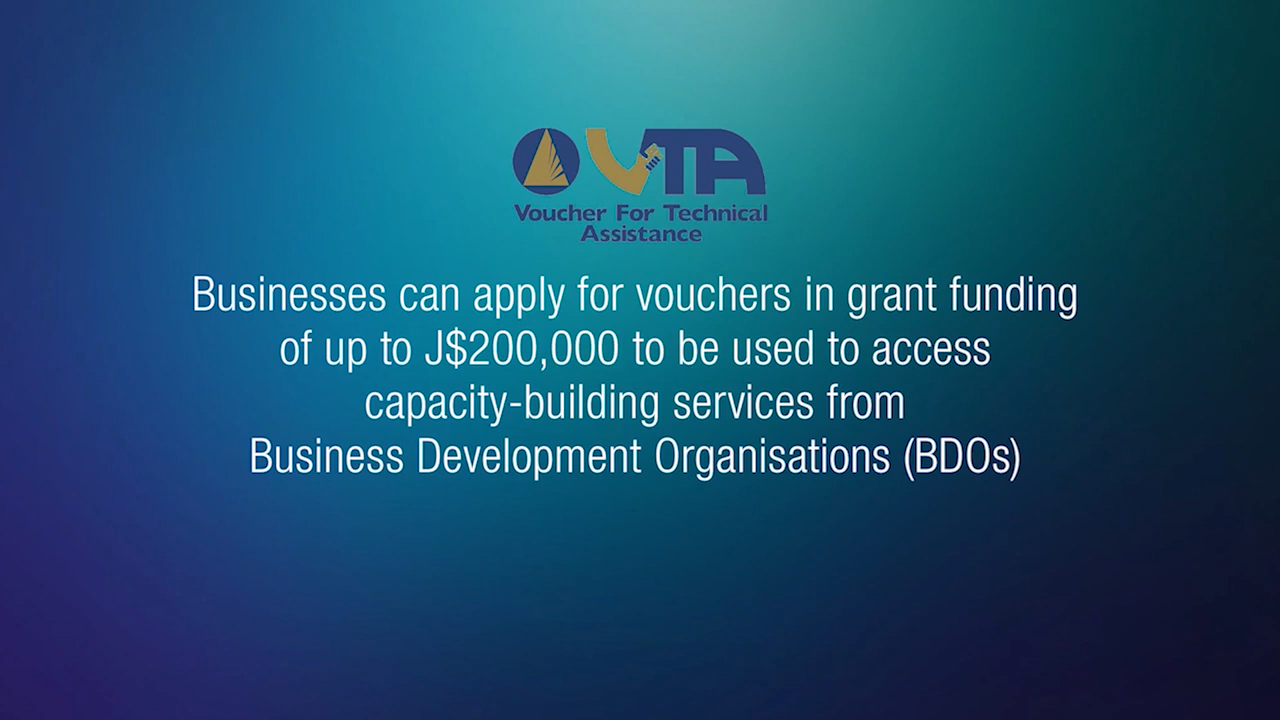 VTA
Voucher For Technical
Assistance
Businesses can apply for vouchers in grant funding
of up to J$200,000 to be used to access
capacity-building services from
Business Development Organisations (BDOs)